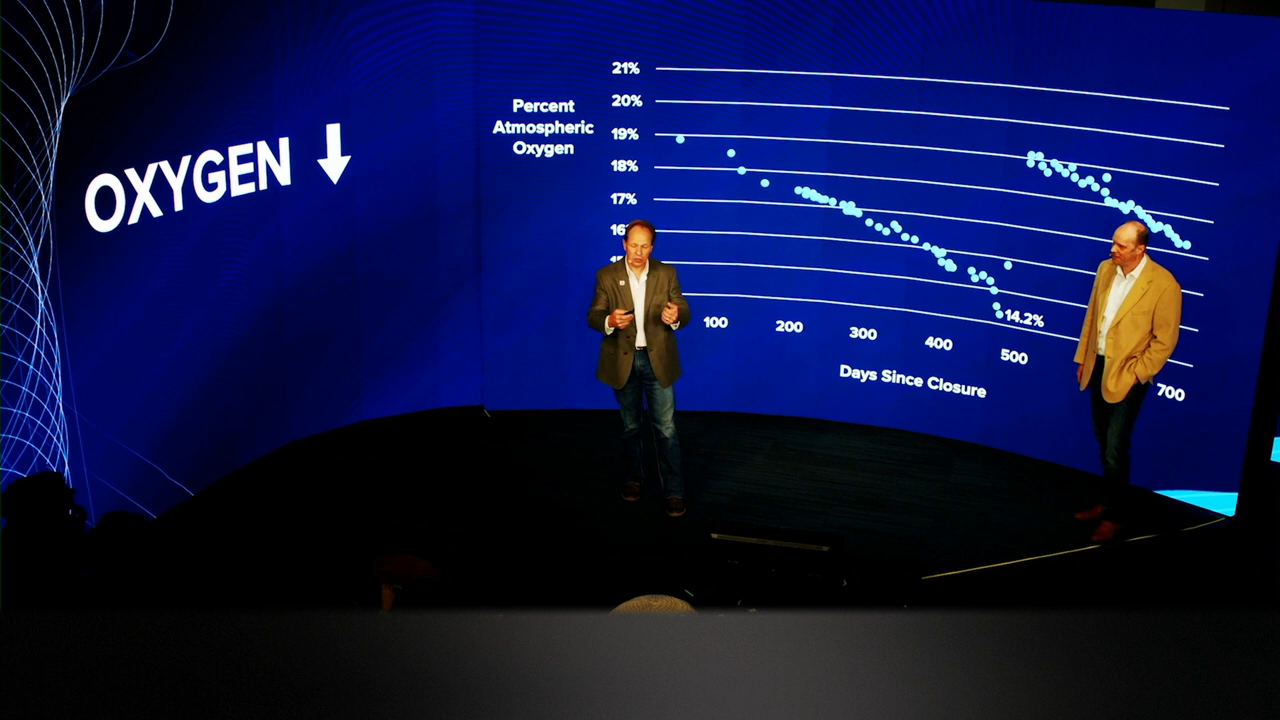 OXYGEN
Percent
Atmospheric
Oxygen
21%
20%
19%
18%
17%
16
14.2%
100
200
300
400
500
700
Days Since Closure